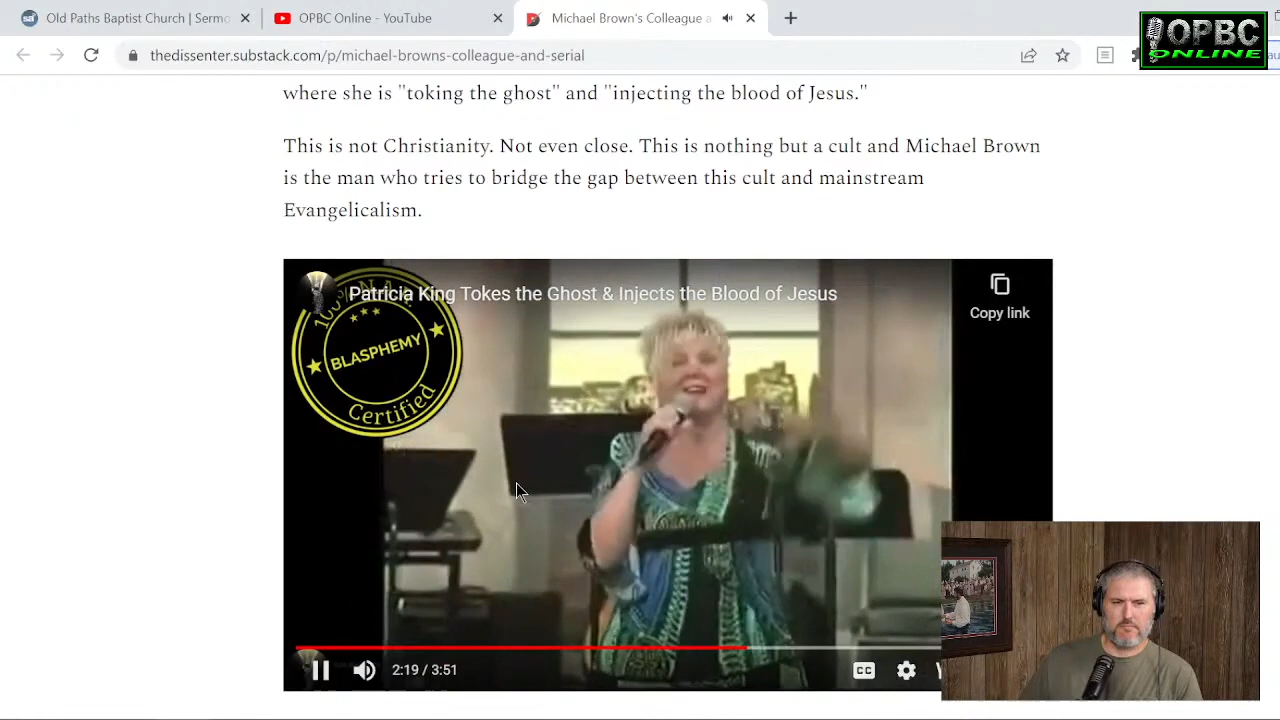 Old Paths Baptist Church | Sermo
OPBC Online - YouTube
Michael Brown's Colleague a
OPBC
ONLINE
thedissenter.substack.com/p/michael-browns-colleague-and-serial
where she is "toking the ghost" and "injecting the blood of Jesus."
This is not Christianity. Not even close. This is nothing but a cult and Michael Brown
is the man who tries to bridge the gap between this cult and mainstream
Evangelicalism.
Patricia King Tokes the Ghost & Injects the Blood of Jesus
Copy link
BLASPHEMY
Certified
2:19 / 3:51
CC